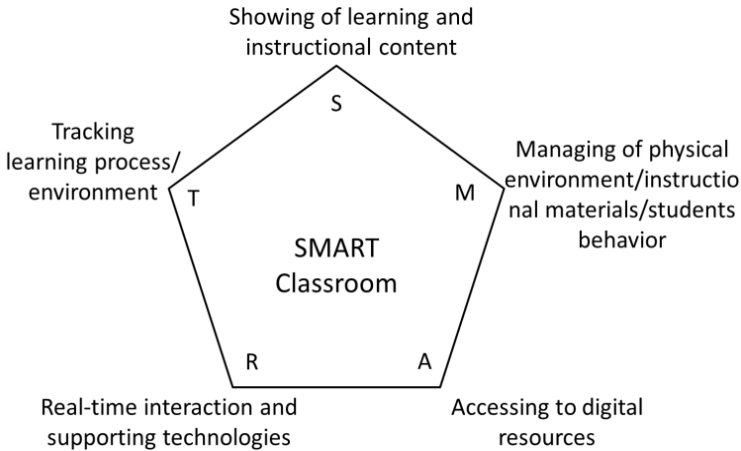 Showing of learning and
instructional content
S
Tracking
learning process/
environment
T
M
Managing of physical
environment/instructio
nal materials/students
behavior
SMART
Classroom
R
A
Real-time interaction and
supporting technologies
Accessing to digital
resources